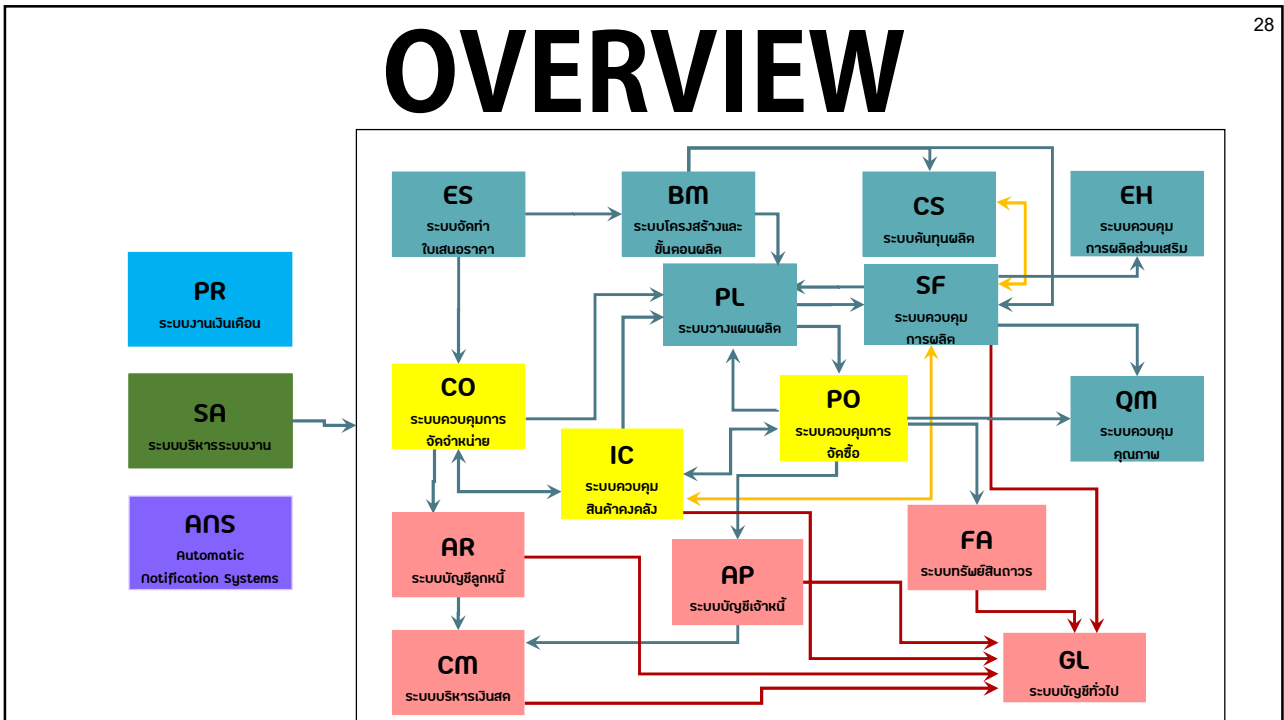 28
OVERVIEW
ES
ระบบจัดทำ
ใบเสนอราคา
BM
ระบบโครงสร้างและ
ขั้นตอนผลิต
CS
ระบบต้นทุนผลิต
EH
ระบบควบคุม
การผลิตส่วนเสริม
PR
ระบบงานเงินเดือน
PL
ระบบวางแผนผลิต
SF
ระบบควบคุม
การผลิต
SA
ระบบบริหารระบบงาน
CO
ระบบควบคุมการ
จัดจำหน่าย
PO
ระบบควบคุมการ
จัดซื้อ
QM
ระบบควบคุม
คุณภาพ
IC
ระบบควบคุม
สินค้าคงคลัง
ANS
Automatic
Notification Systems
AR
ระบบบัญชีลูกหนี้
AP
ระบบบัญชีเจ้าหนี้
FA
ระบบทรัพย์สินถาวร
CM
ระบบบริหารเงินสด
GL
ระบบบัญชีทั่วไป